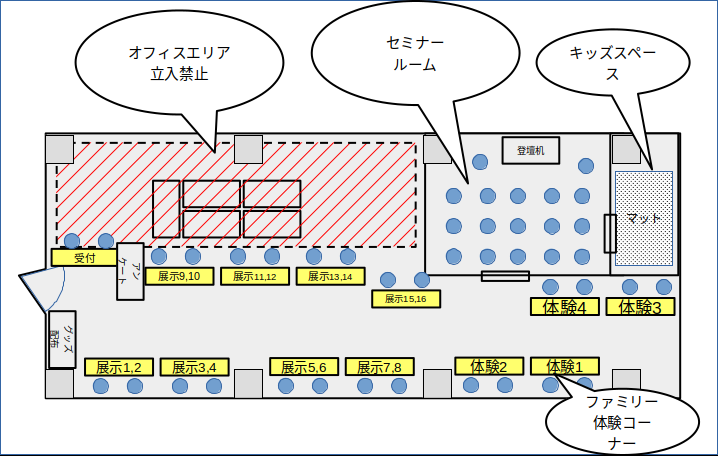 オフィスエリア
立入禁止
セミナー
ルーム
キッズスペー
ス
登壇机
マット
受付
アン
ケート
展示9,10
展示11,12
展示13,14
展示15,16
体験4
体験3
グッズ
配布
展示1,2
展示3,4
展示5,6
展示7,8
体験2
体験1
ファミリー
体験コー
ナー